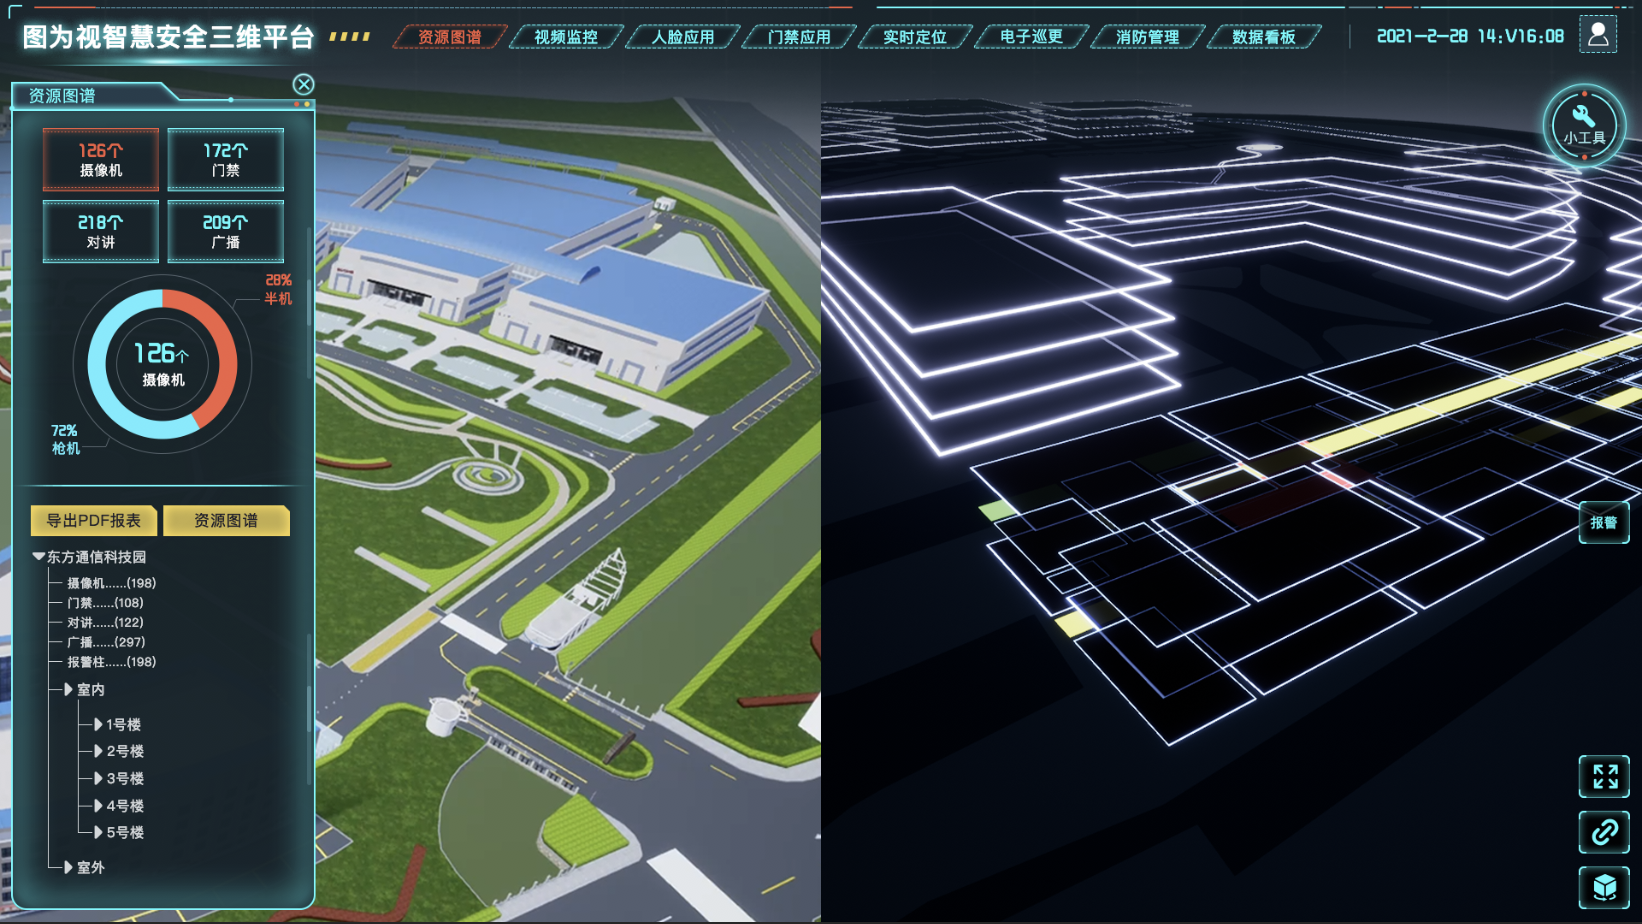 图为视智慧安全三维平台
资源图谱
视频监控
人脸应用
门禁应用
实时定位
电子巡更
消防管理
数据看板
2021-2-28 14:V16:08
资源图谱
小工具
126个
摄像机
172个
门禁
218个
对讲
209个
广播
28%
半机
126个
摄像机
72%
枪机
导出PDF报表
资源图谱
报警
东方通信科技园
摄像机......(198)
门禁......(108)
对讲......(122)
广播......(297)
报警柱......(198)
室内
1号楼
2号楼
3号楼
4号楼
5号楼
室外